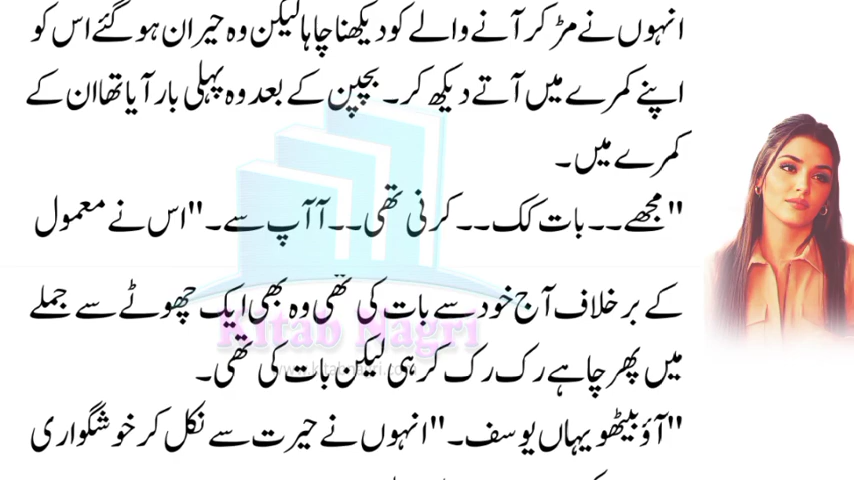 انہوں نے مڑ کر آنے والے کو دیکھنا چاہا لیکن وہ حیران ہو گئے اس کو
اپنے کمرے میں آتے دیکھ کر۔ بچپن کے بعد وہ پہلی بار آیا تھا ان کے
کمرے میں۔
"مجھے۔۔بات کک۔۔کرنی تھی۔۔آآپ سے۔"اس نے معمول
کے برخلاف آج خود سے بات کی تھی وہ بھی ایک چھوٹے سے جملے
میں پھر چاہے رک رک کر ہی لیکن بات کی تھی۔
Kitab Nagri
www.kitabnagri.com
"آؤ بیٹھو یہاں یوسف۔"انہوں نے حیرت سے نکل کر خوشگواری